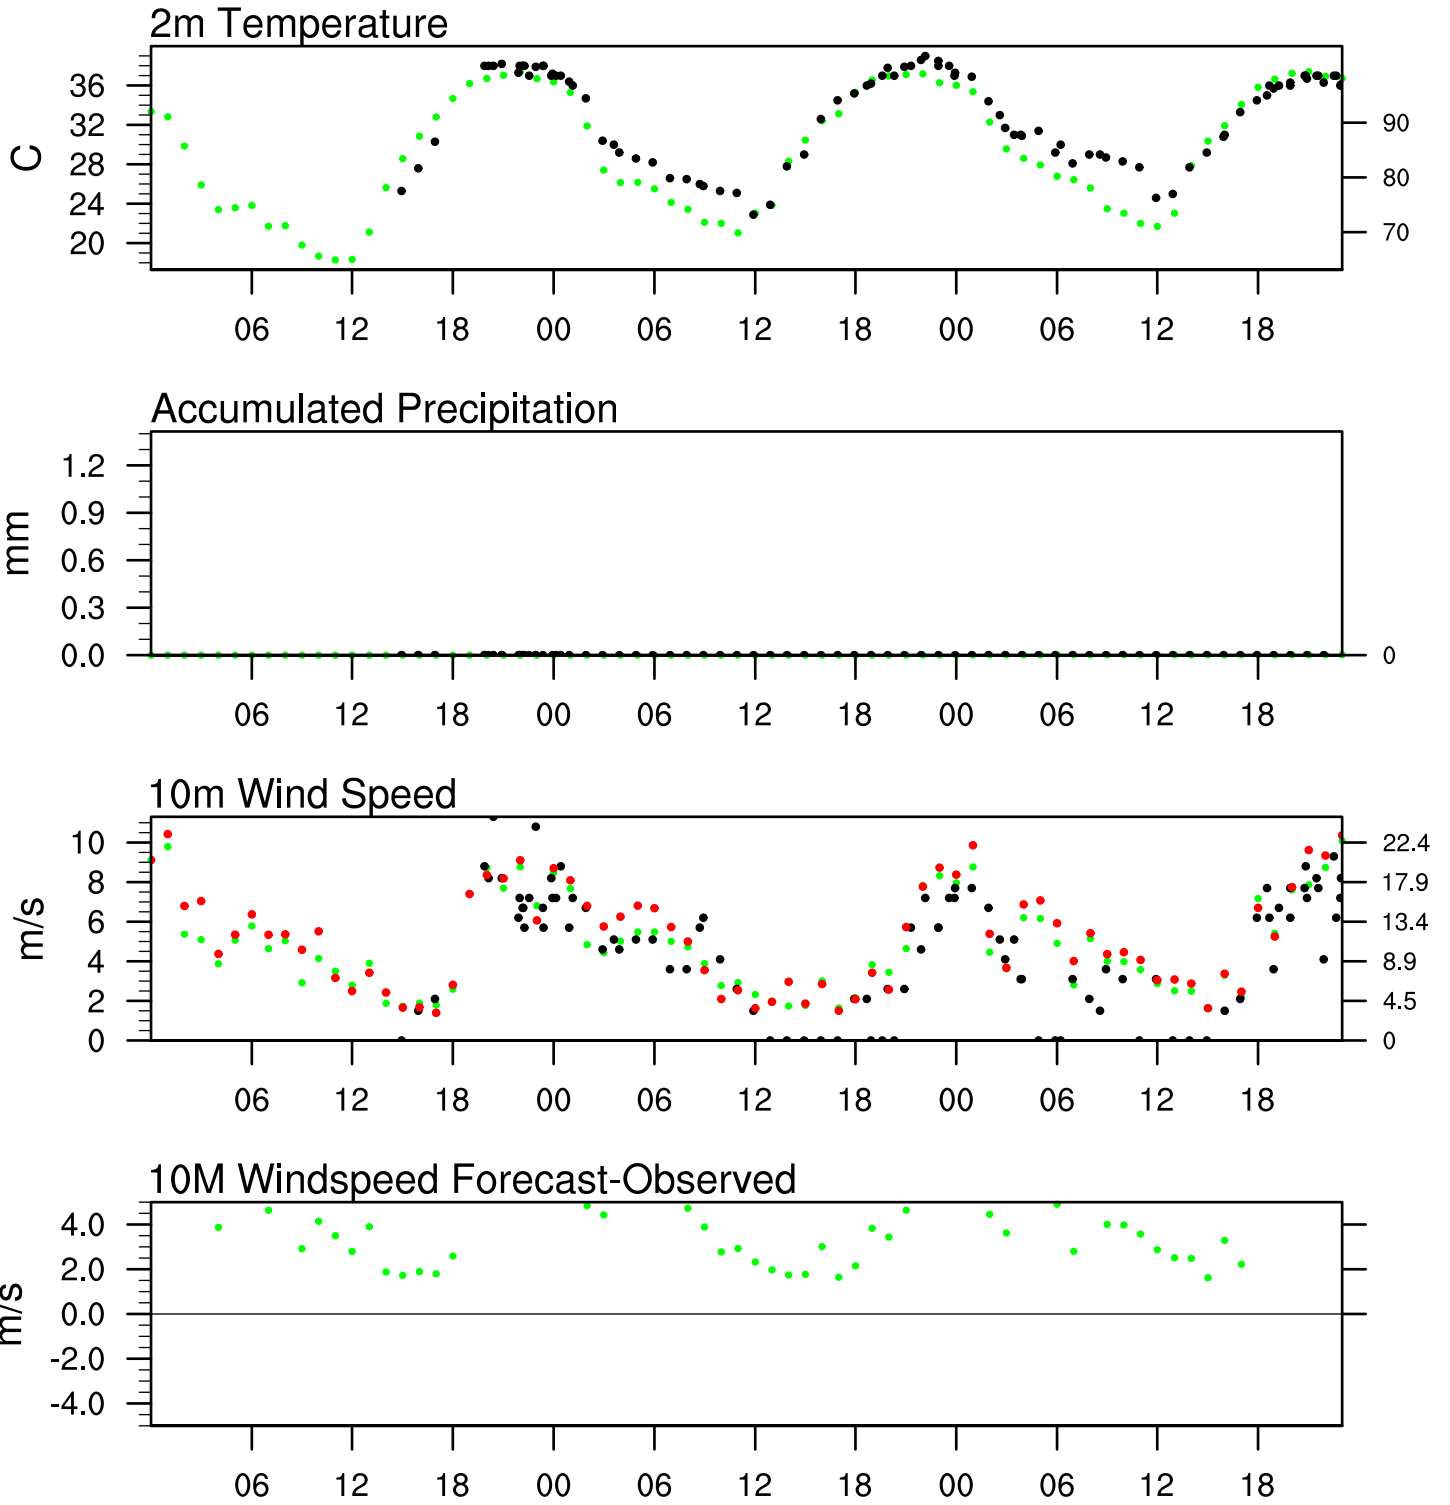 2m Temperature
36
32
28
24
20
C
90
80
70
06 12 18 00 06 12 18 00 06 12 18
Accumulated Precipitation
1.2
0.9
0.6
0.3
0.0
mm
0
06 12 18 00 06 12 18 00 06 12 18
10m Wind Speed
10
8
6
4
2
0
m/s
22.4
17.9
13.4
8.9
4.5
0
06 12 18 00 06 12 18 00 06 12 18
10M Windspeed Forecast-Observed
4.0
2.0
0.0
-2.0
-4.0
m/s
06 12 18 00 06 12 18 00 06 12 18